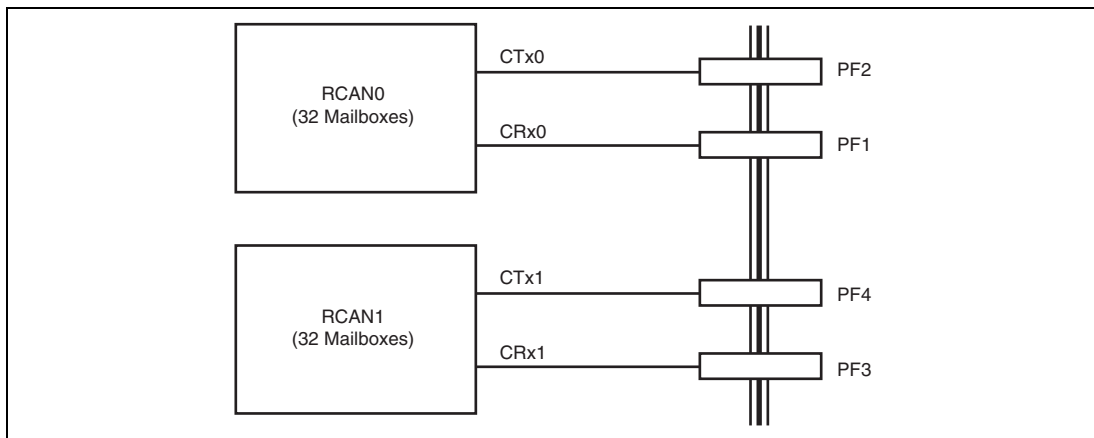 CTx0
PF2
RCAN0
(32 Mailboxes)
CRx0
PF1
CTx1
PF4
RCAN1
(32 Mailboxes)
CRx1
PF3